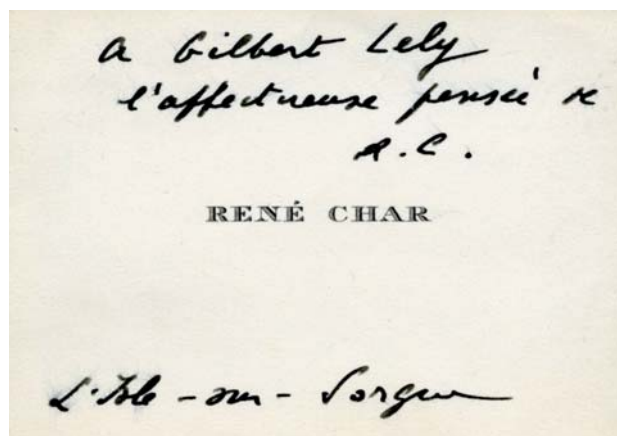 A Gilbert Lely
l'affectueuse pensée de
R.C.
RENÉ CHAR
L'Isle-sur-Sorgue